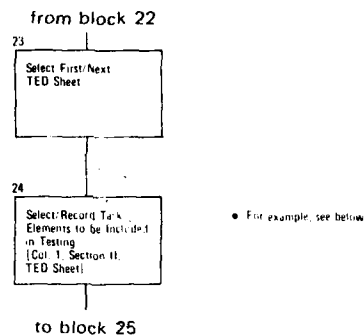 from block 22
23
Select First/Next
TED Sheet
24
Select/Record Task
Elements to be Included
in Testing
[Col. 1, Section II,
TED Sheet]
• For example, see below
to block 25